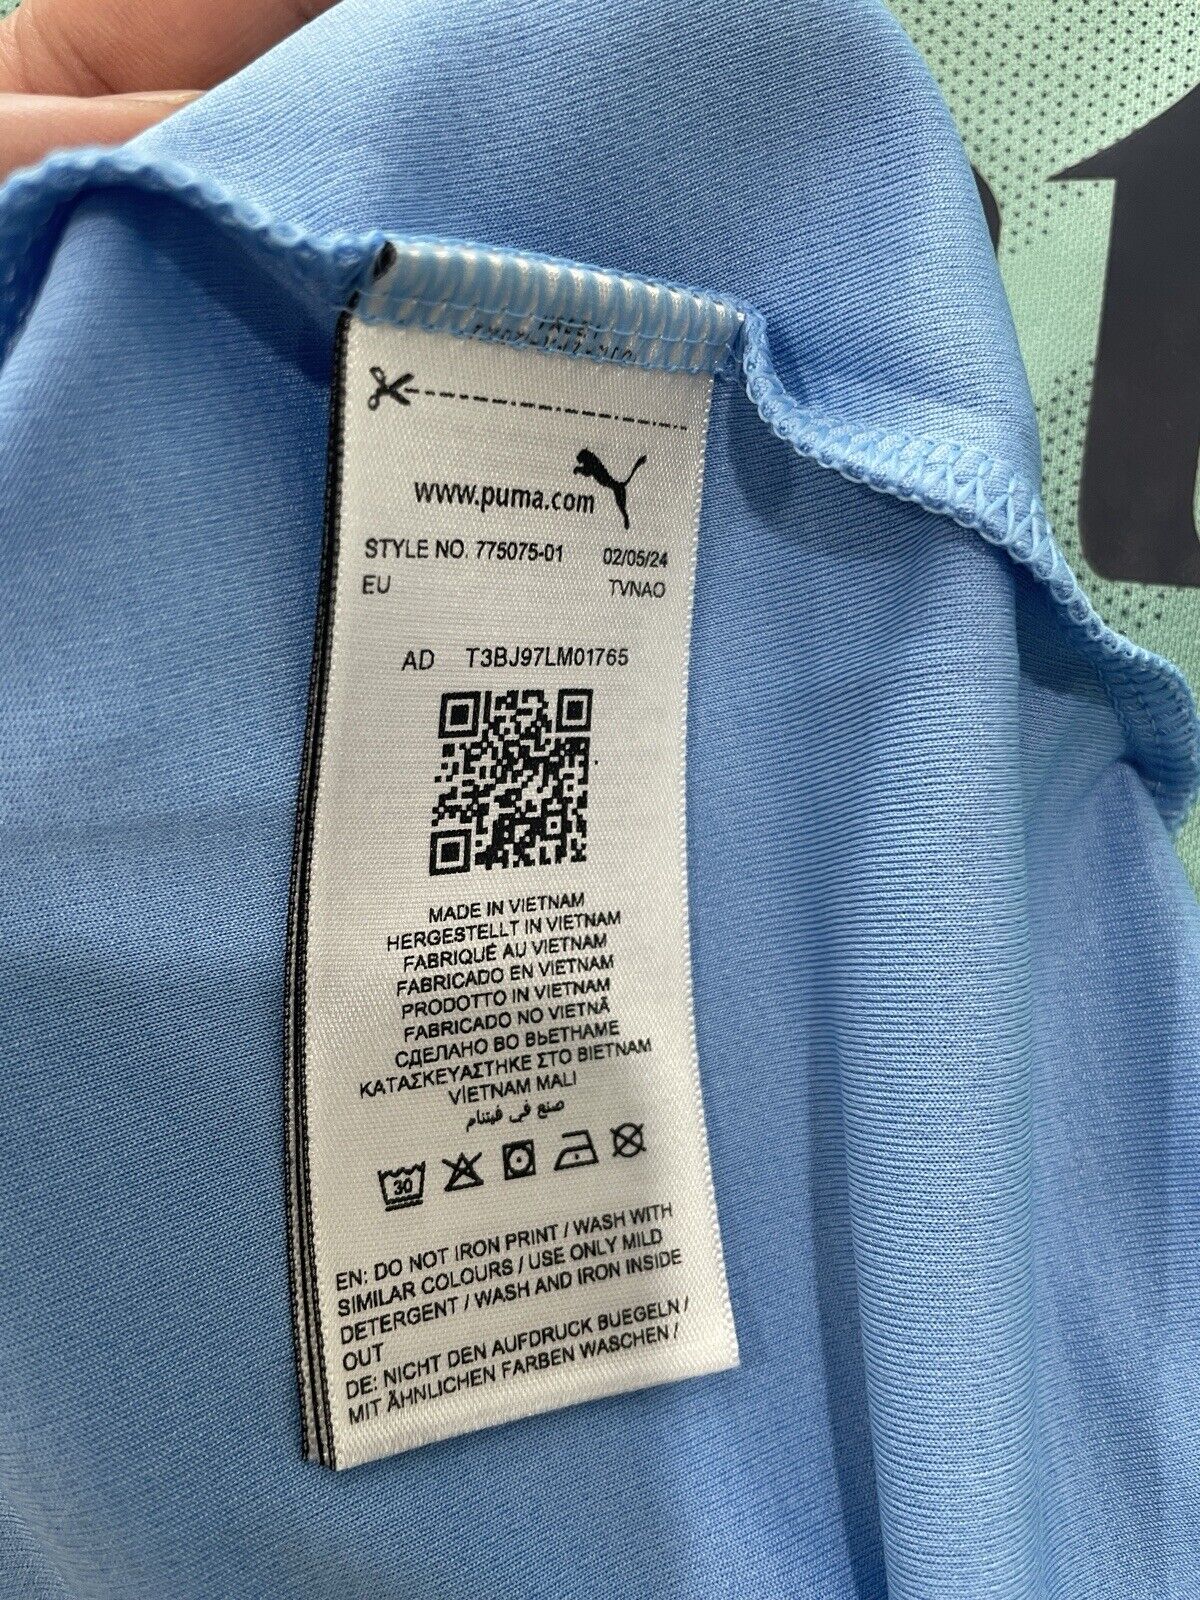 www.puma.com
STYLE NO. 775075-01 02/05/24
EU TVNAO
AD T3BJ97LM01765
MADE IN VIETNAM
HERGESTELLT IN VIETNAM
FABRIQUÉ AU VIETNAM
FABRICADO EN VIETNAM
PRODOTTO IN VIETNAM
FABRICADO NO VIETNÃ
СДЕЛАНО ВО ВЬЕТНАМЕ
ΚΑΤΑΣΚΕΥΑΣΤΗΚΕ ΣΤΟ ΒΙΕΤΝΑΜ
VİETNAM MALI
صنع في فيتنام
30
EN: DO NOT IRON PRINT / WASH WITH
SIMILAR COLOURS / USE ONLY MILD
DETERGENT / WASH AND IRON INSIDE
OUT
DE: NICHT DEN AUFDRUCK BUEGELN /
MIT ÄHNLICHEN FARBEN WASCHEN /